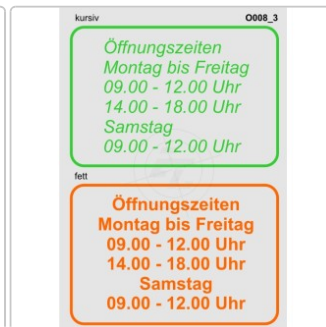 kursiv O008_3
Öffnungszeiten
Montag bis Freitag
09.00 - 12.00 Uhr
14.00 - 18.00 Uhr
Samstag
09.00 - 12.00 Uhr
fett
Öffnungszeiten
Montag bis Freitag
09.00 - 12.00 Uhr
14.00 - 18.00 Uhr
Samstag
09.00 - 12.00 Uhr